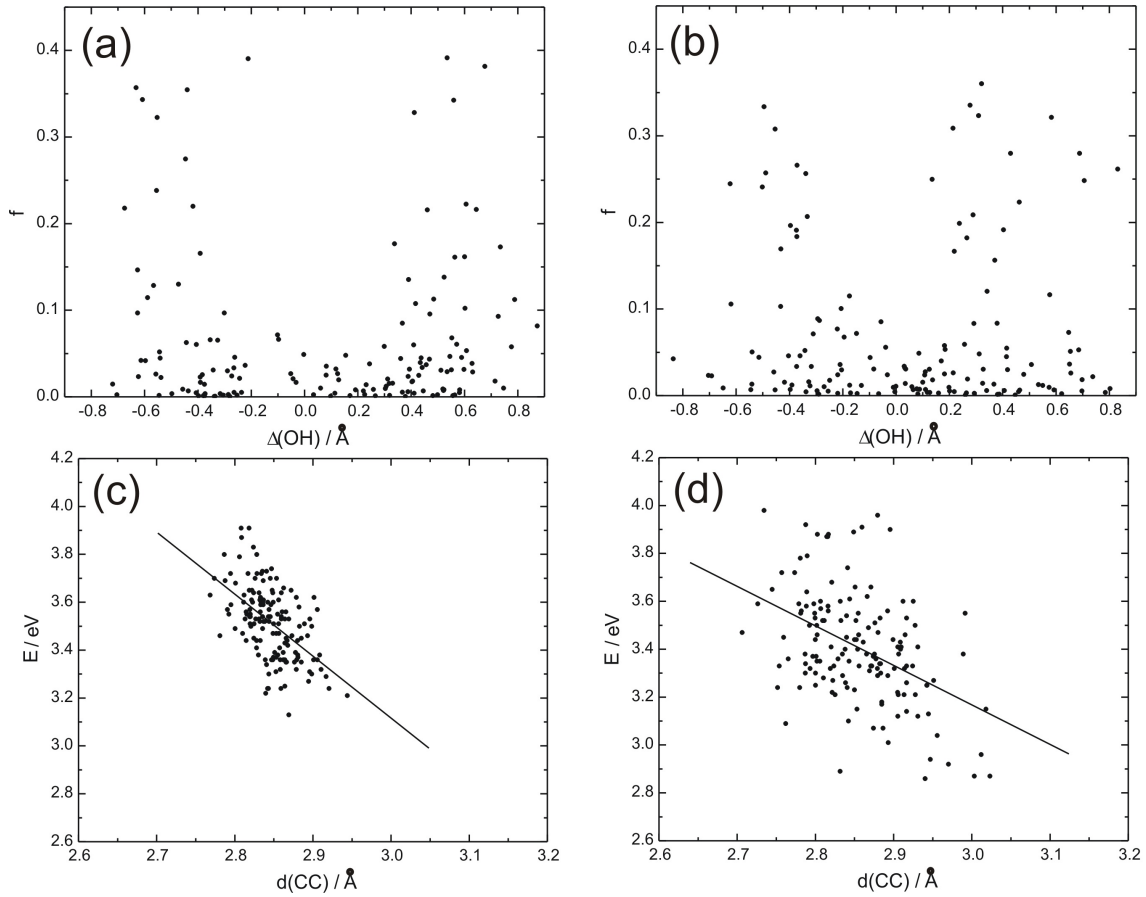 (a)
f
0.4
0.3
0.2
0.1
0.0
-0.8 -0.6 -0.4 -0.2 0.0 0.2 0.4 0.6 0.8
Δ(OH) / Å
(b)
f
0.4
0.3
0.2
0.1
0.0
-0.8 -0.6 -0.4 -0.2 0.0 0.2 0.4 0.6 0.8
Δ(OH) / Å
(c)
E / eV
4.2
4.0
3.8
3.6
3.4
3.2
3.0
2.8
2.6
2.6 2.7 2.8 2.9 3.0 3.1 3.2
d(CC) / Å
(d)
E / eV
4.2
4.0
3.8
3.6
3.4
3.2
3.0
2.8
2.6
2.6 2.7 2.8 2.9 3.0 3.1 3.2
d(CC) / Å